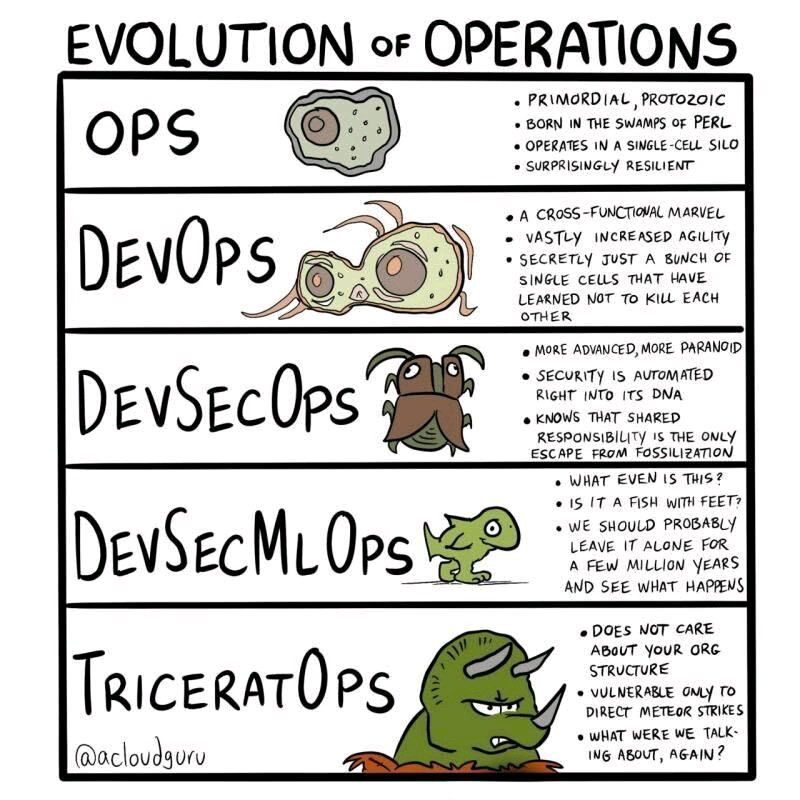 EVOLUTION OF OPERATIONS
OPS
• PRIMORDIAL, PROTOZOIC
• BORN IN THE SWAMPS OF PERL
• OPERATES IN A SINGLE-CELL SILO
• SURPRISINGLY RESILIENT
DEVOPS
• A CROSS-FUNCTIONAL MARVEL
• VASTLY INCREASED AGILITY
• SECRETLY JUST A BUNCH OF
SINGLE CELLS THAT HAVE
LEARNED NOT TO KILL EACH
OTHER
DEVSECOPS
• MORE ADVANCED, MORE PARANOID
• SECURITY IS AUTOMATED
RIGHT INTO ITS DNA
• KNOWS THAT SHARED
RESPONSIBILITY IS THE ONLY
ESCAPE FROM FOSSILIZATION
DEVSECMLOPS
• WHAT EVEN IS THIS?
• IS IT A FISH WITH FEET?
• WE SHOULD PROBABLY
LEAVE IT ALONE FOR
A FEW MILLION YEARS
AND SEE WHAT HAPPENS
TRICERATOPS
• DOES NOT CARE
ABOUT YOUR ORG
STRUCTURE
• VULNERABLE ONLY TO
DIRECT METEOR STRIKES
• WHAT WERE WE TALK-
ING ABOUT, AGAIN?
@acloudguru